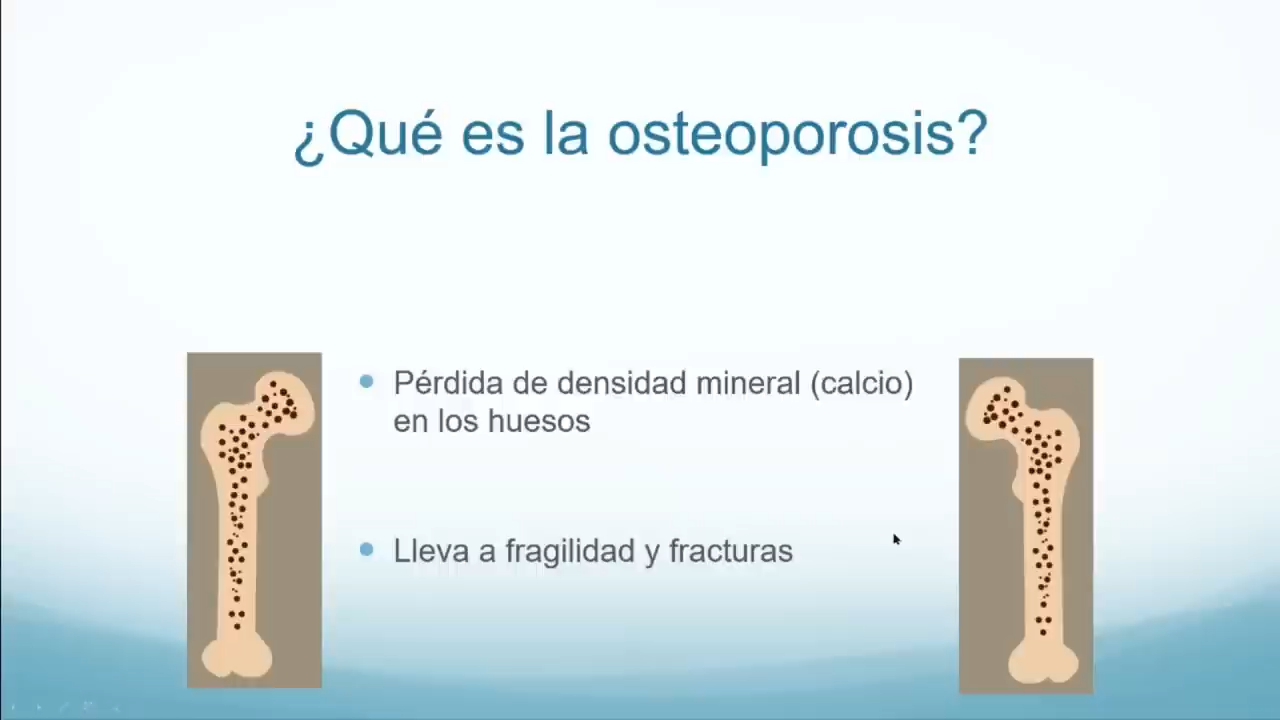 ¿Qué es la osteoporosis?
Pérdida de densidad mineral (calcio)
en los huesos
Lleva a fragilidad y fracturas